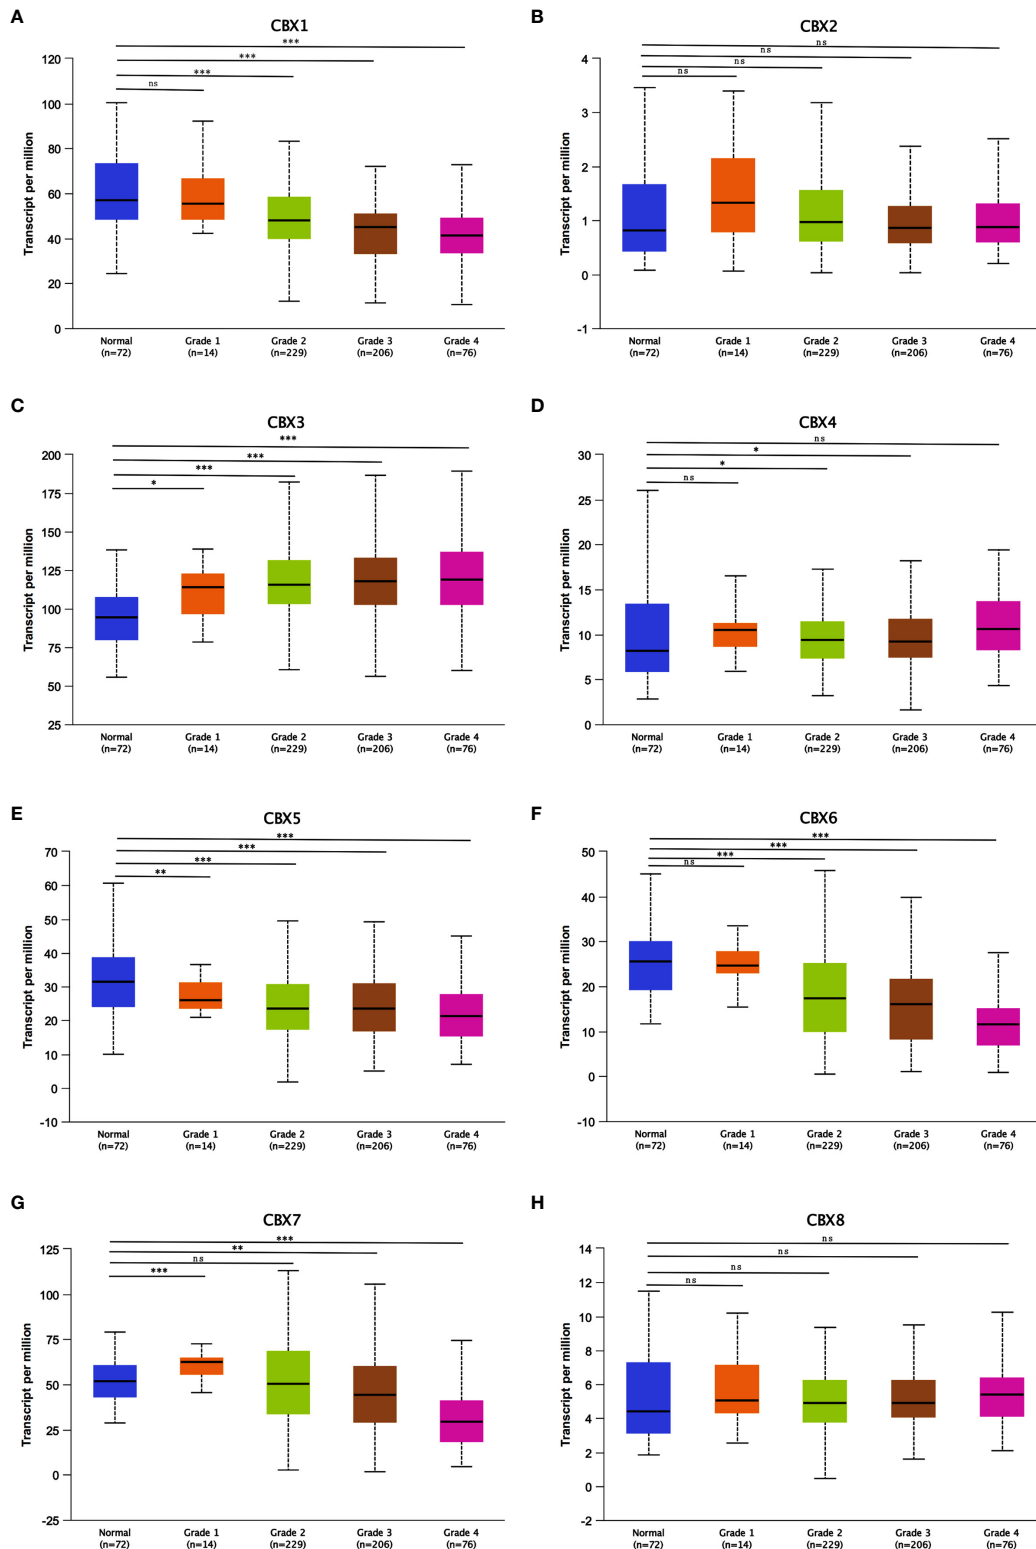 A
CBX1
Transcript per million
120
100
80
60
40
20
0
***
***
***
ns
Normal
(n=72)
Grade 1
(n=14)
Grade 2
(n=229)
Grade 3
(n=206)
Grade 4
(n=76)
B
CBX2
Transcript per million
4
3
2
1
0
-1
ns
ns
ns
ns
Normal
(n=72)
Grade 1
(n=14)
Grade 2
(n=229)
Grade 3
(n=206)
Grade 4
(n=76)
C
CBX3
Transcript per million
200
175
150
125
100
75
50
25
***
***
***
*
Normal
(n=72)
Grade 1
(n=14)
Grade 2
(n=229)
Grade 3
(n=206)
Grade 4
(n=76)
D
CBX4
Transcript per million
30
25
20
15
10
5
0
ns
*
*
ns
Normal
(n=72)
Grade 1
(n=14)
Grade 2
(n=229)
Grade 3
(n=206)
Grade 4
(n=76)
E
CBX5
Transcript per million
70
60
50
40
30
20
10
0
-10
***
***
***
**
Normal
(n=72)
Grade 1
(n=14)
Grade 2
(n=229)
Grade 3
(n=206)
Grade 4
(n=76)
F
CBX6
Transcript per million
50
40
30
20
10
0
-10
***
***
***
ns
Normal
(n=72)
Grade 1
(n=14)
Grade 2
(n=229)
Grade 3
(n=206)
Grade 4
(n=76)
G
CBX7
Transcript per million
125
100
75
50
25
0
-25
***
**
ns
***
Normal
(n=72)
Grade 1
(n=14)
Grade 2
(n=229)
Grade 3
(n=206)
Grade 4
(n=76)
H
CBX8
Transcript per million
14
12
10
8
6
4
2
0
-2
ns
ns
ns
ns
Normal
(n=72)
Grade 1
(n=14)
Grade 2
(n=229)
Grade 3
(n=206)
Grade 4
(n=76)